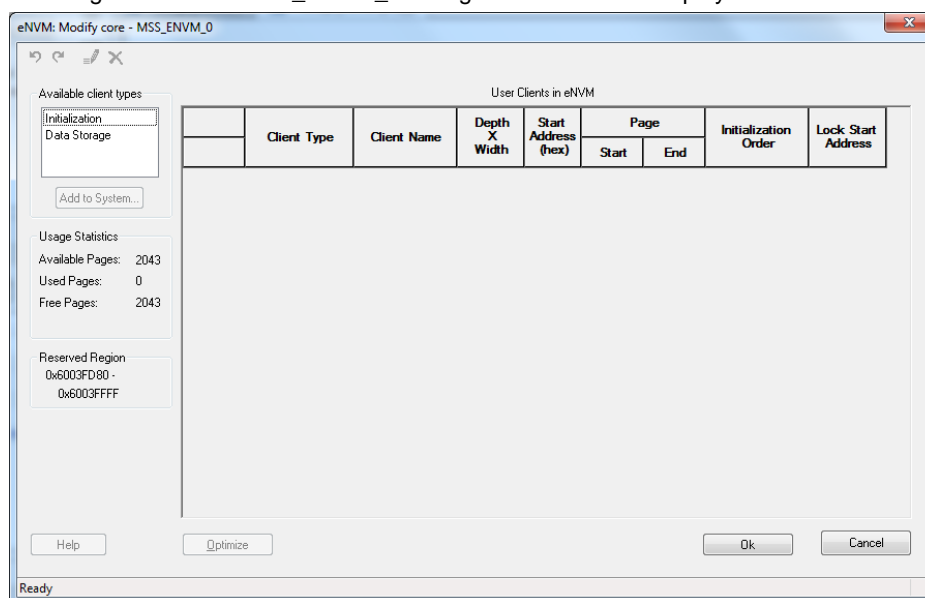 eNVM: Modify core - MSS_ENVM_0
Available client types
Initialization
Data Storage
Add to System...
Usage Statistics
Available Pages: 2043
Used Pages: 0
Free Pages: 2043
Reserved Region
0x6003FD80 -
0x6003FFFF
User Clients in eNVM
Client Type
Client Name
Depth
X
Width
Start
Address
(hex)
Page
Start End
Initialization
Order
Lock Start
Address
Help
Optimize
Ok
Cancel
Ready